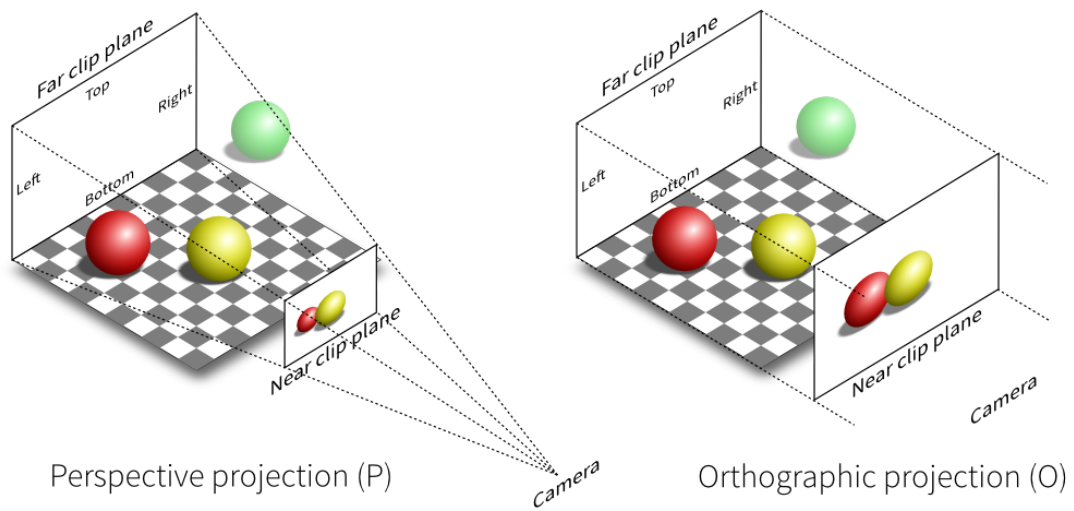 Far clip plane
Top
Right
Left
Bottom
Near clip plane
Camera
Perspective projection (P)
Far clip plane
Top
Right
Left
Bottom
Near clip plane
Camera
Orthographic projection (O)